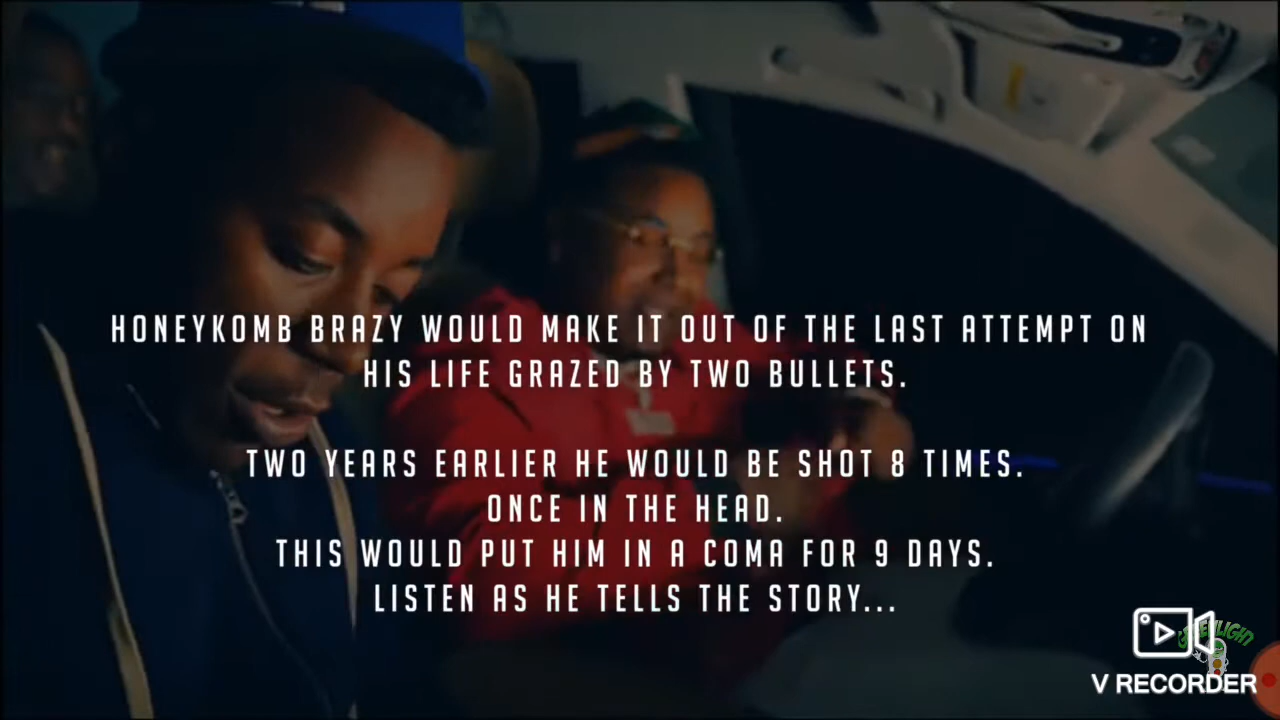 HONEYKOMB BRAZY WOULD MAKE IT OUT OF THE LAST ATTEMPT ON
HIS LIFE GRAZED BY TWO BULLETS.
TWO YEARS EARLIER HE WOULD BE SHOT 8 TIMES.
ONCE IN THE HEAD.
THIS WOULD PUT HIM IN A COMA FOR 9 DAYS.
LISTEN AS HE TELLS THE STORY...
V RECORDER